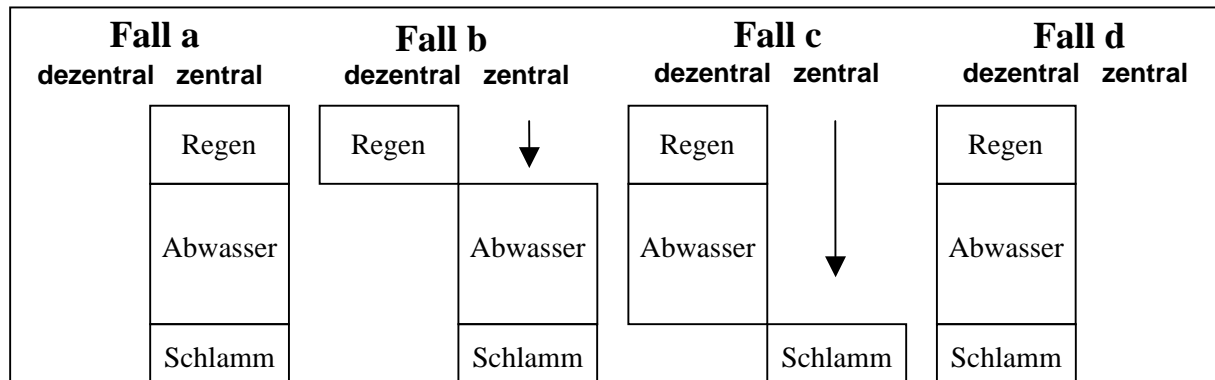 Fall a Fall b Fall c Fall d
dezentral zentral dezentral zentral dezentral zentral dezentral zentral
Regen Regen Regen Regen
Abwasser Abwasser Abwasser Abwasser
Schlamm Schlamm Schlamm Schlamm